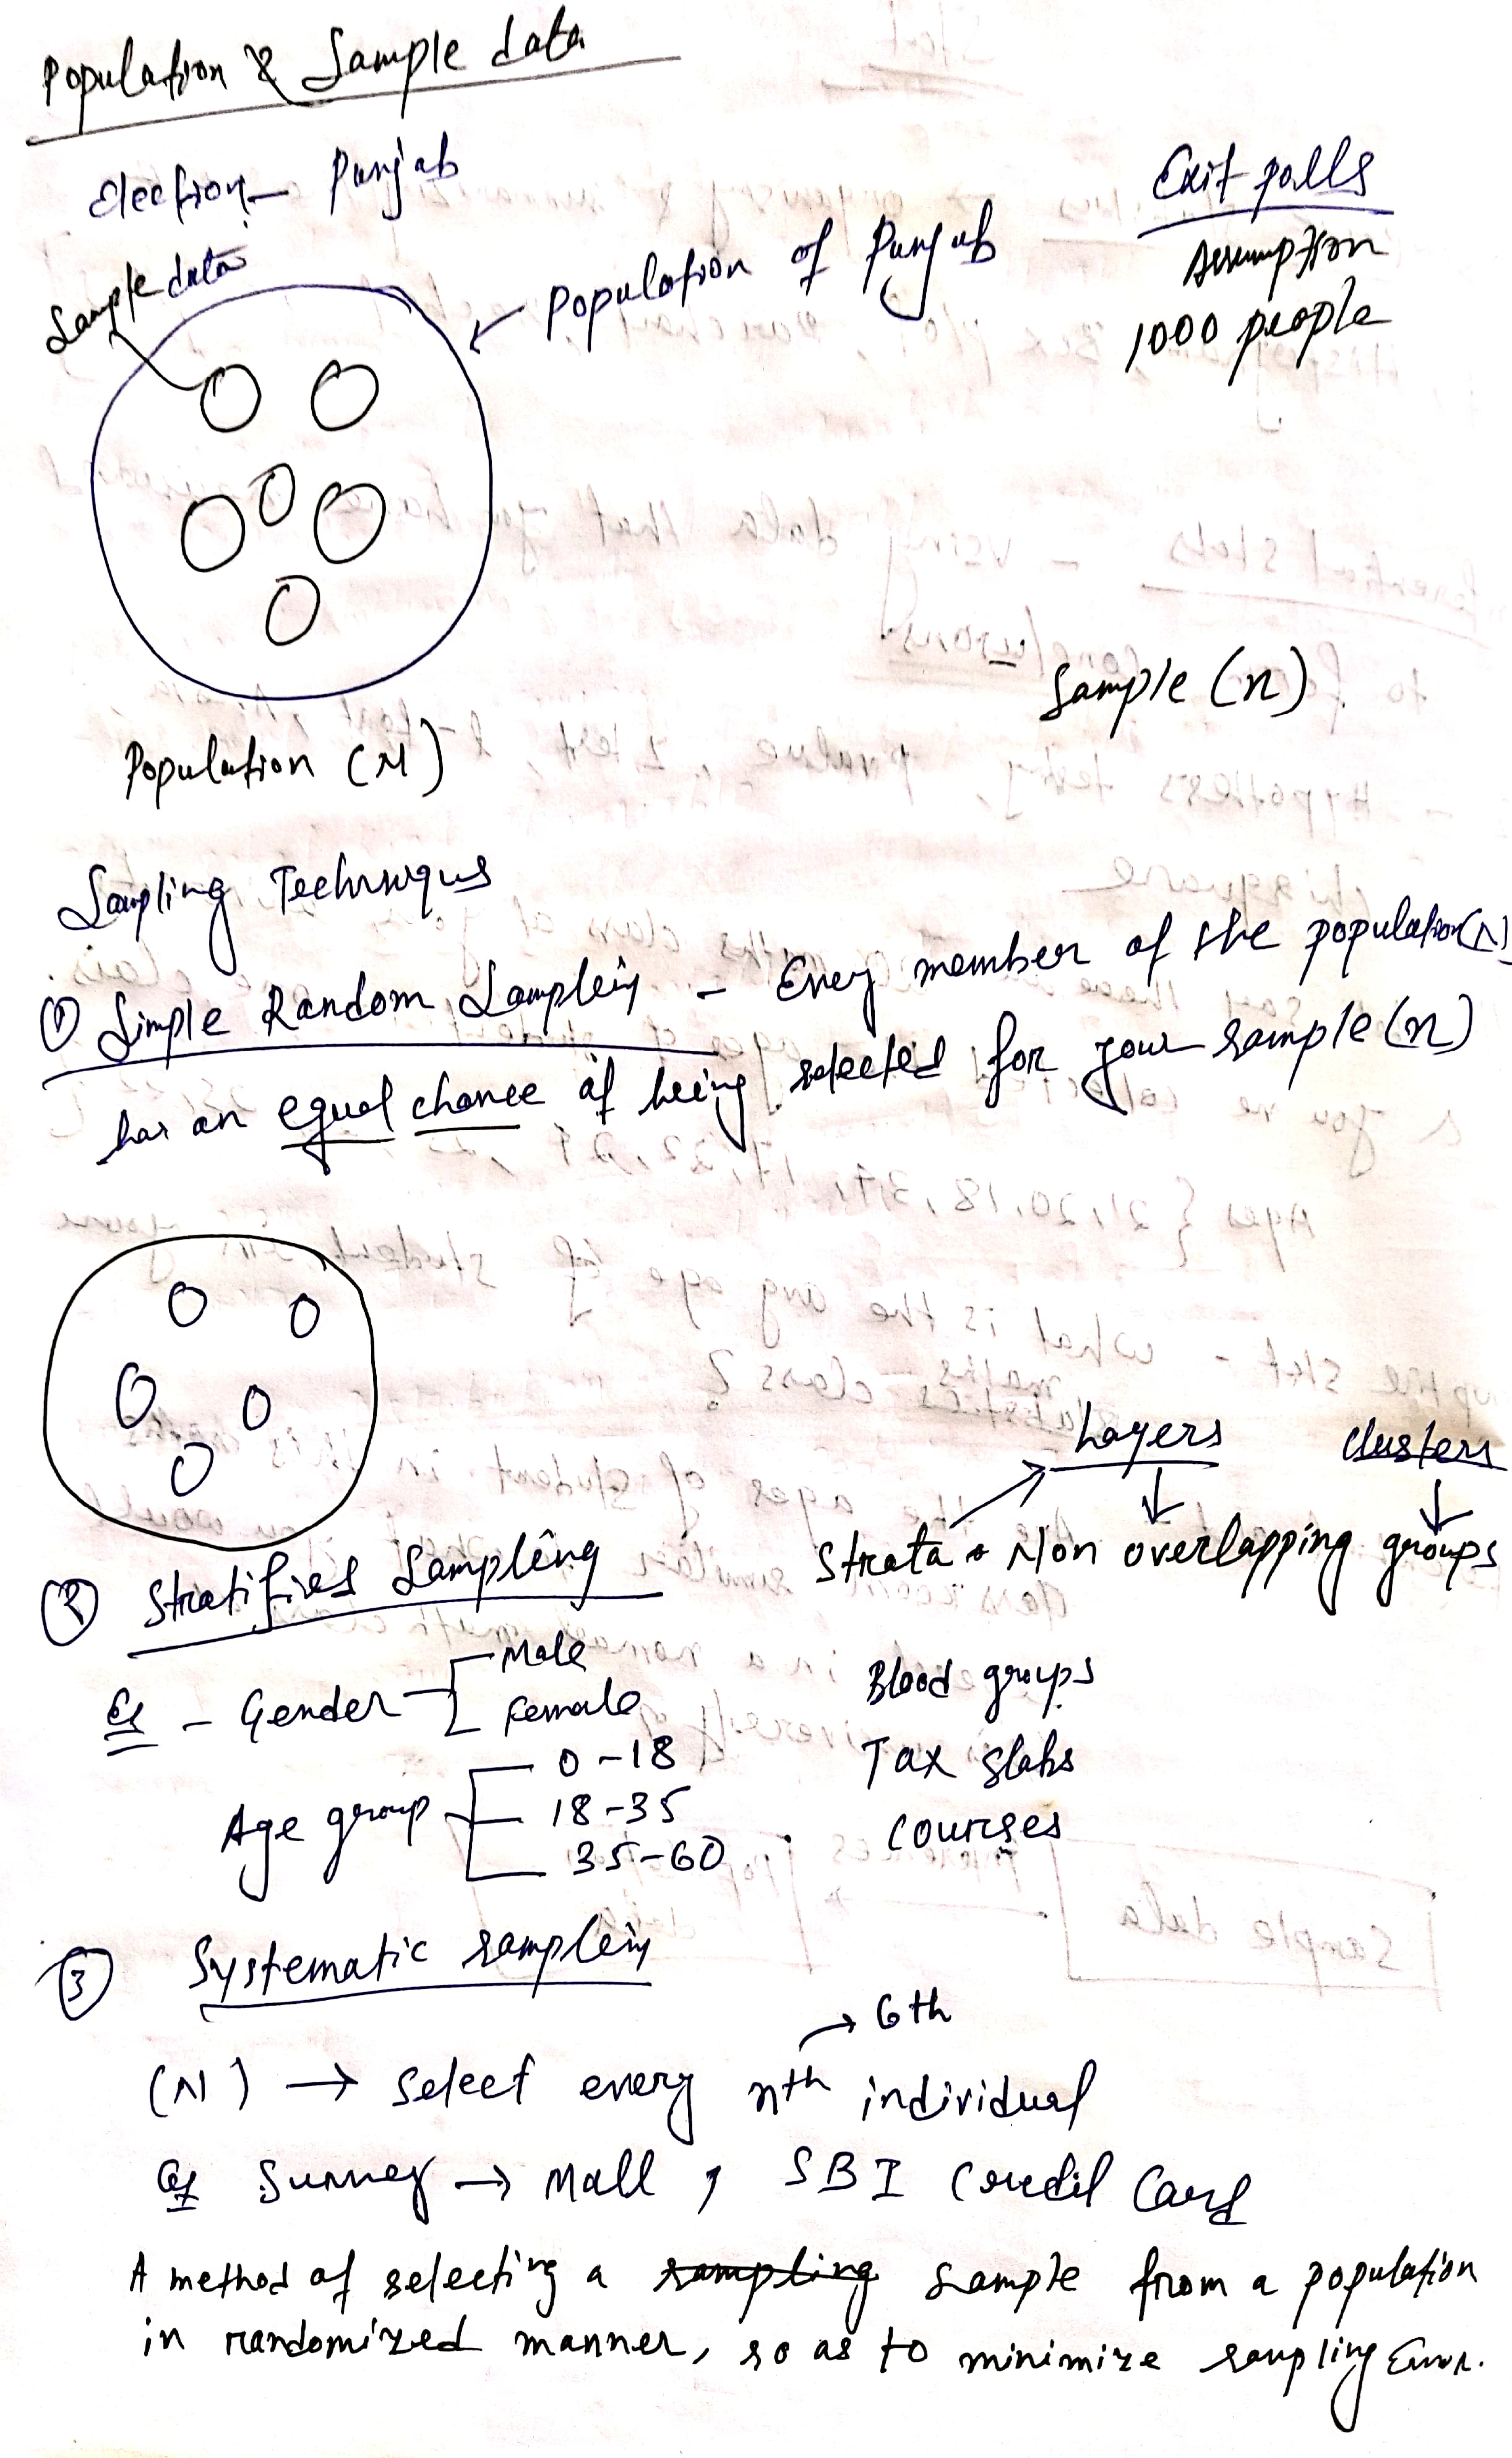 Population & Sample data
Election - Punjab
Exit polls
Sample data
Population of Punjab
Assumption
1000 people
Sample (n)
Population (N)
Sampling Techniques
① Simple Random Sampling - Every member of the population (N)
has an equal chance of being selected for your sample (n)
Layers clusters
② Stratified Sampling Strata → Non overlapping groups
Eg - Gender Male
Female
Blood groups
Age group 0-18
18-35
35-60
Tax slabs
Courses
③ Systematic sampling
6th
(N) → select every nth individual
Eg Survey → Mall, SBI Credit Card
A method of selecting a sampling sample from a population
in randomized manner, so as to minimize sampling Error.